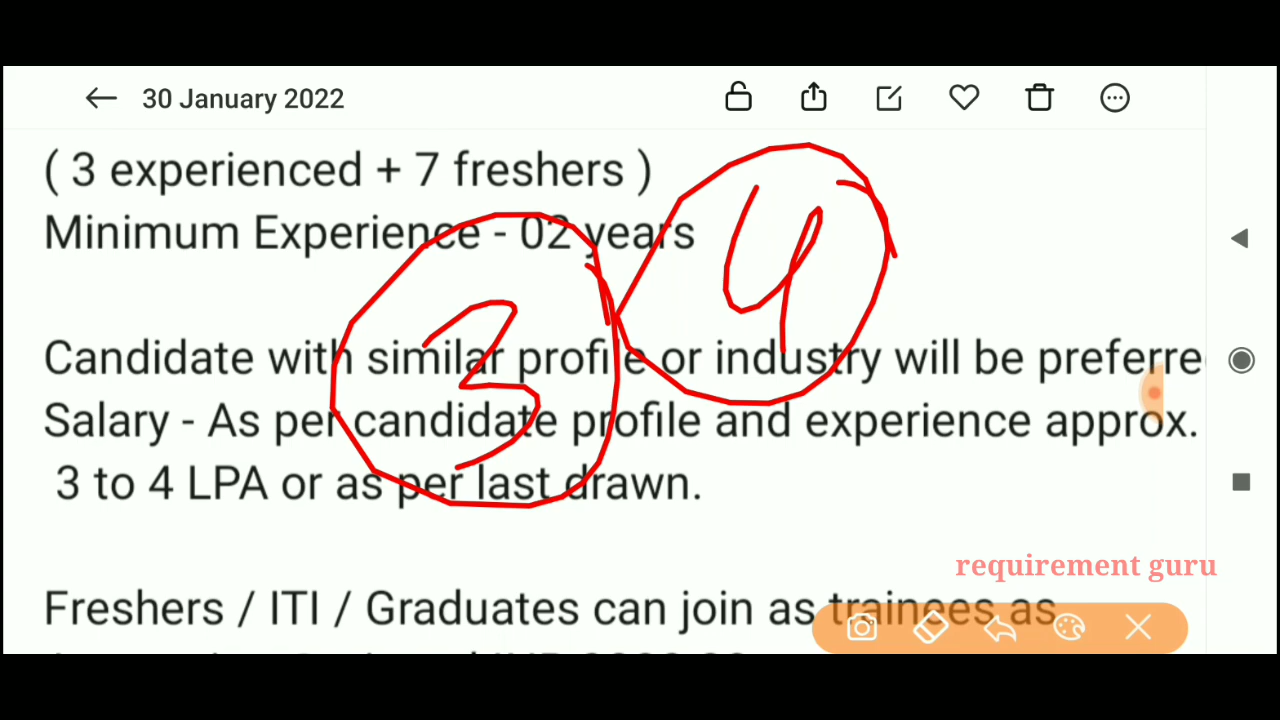 30 January 2022
( 3 experienced + 7 freshers )
Minimum Experience - 02 years
4
3
Candidate with similar profile or industry will be preferre
Salary - As per candidate profile and experience approx.
3 to 4 LPA or as per last drawn.
requirement guru
Freshers / ITI / Graduates can join as trainees as